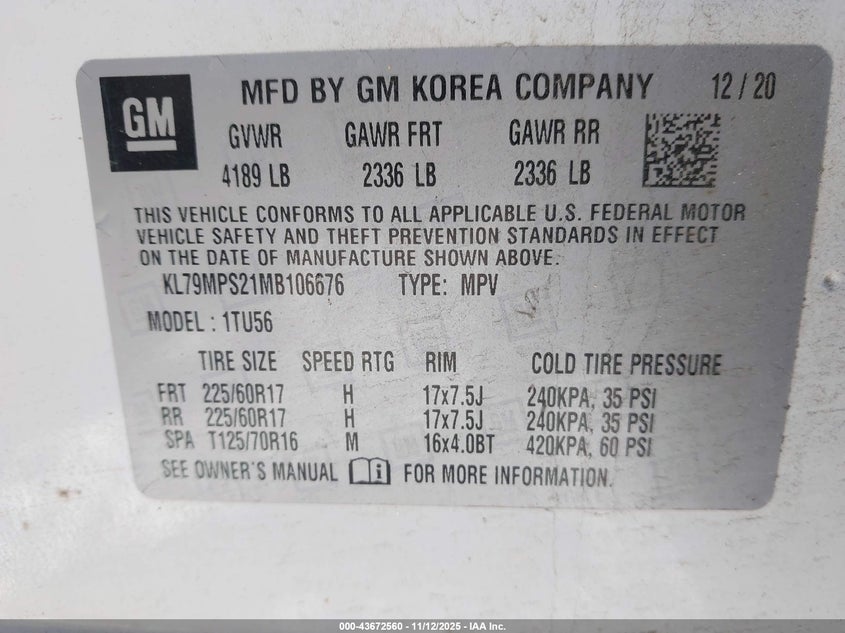 GM MFD BY GM KOREA COMPANY 12/20
GVWR GAWR FRT GAWR RR
4189 LB 2336 LB 2336 LB
THIS VEHICLE CONFORMS TO ALL APPLICABLE U.S. FEDERAL MOTOR
VEHICLE SAFETY AND THEFT PREVENTION STANDARDS IN EFFECT
ON THE DATE OF MANUFACTURE SHOWN ABOVE.
KL79MPS21MB106676 TYPE: MPV
MODEL : 1TU56
TIRE SIZE SPEED RTG RIM COLD TIRE PRESSURE
FRT 225/60R17 H 17x7.5J 240KPA, 35 PSI
RR 225/60R17 H 17x7.5J 240KPA, 35 PSI
SPA T125/70R16 M 16x4.0BT 420KPA, 60 PSI
SEE OWNER'S MANUAL i FOR MORE INFORMATION.
000-43672560 - 11/12/2025 - IAA Inc.